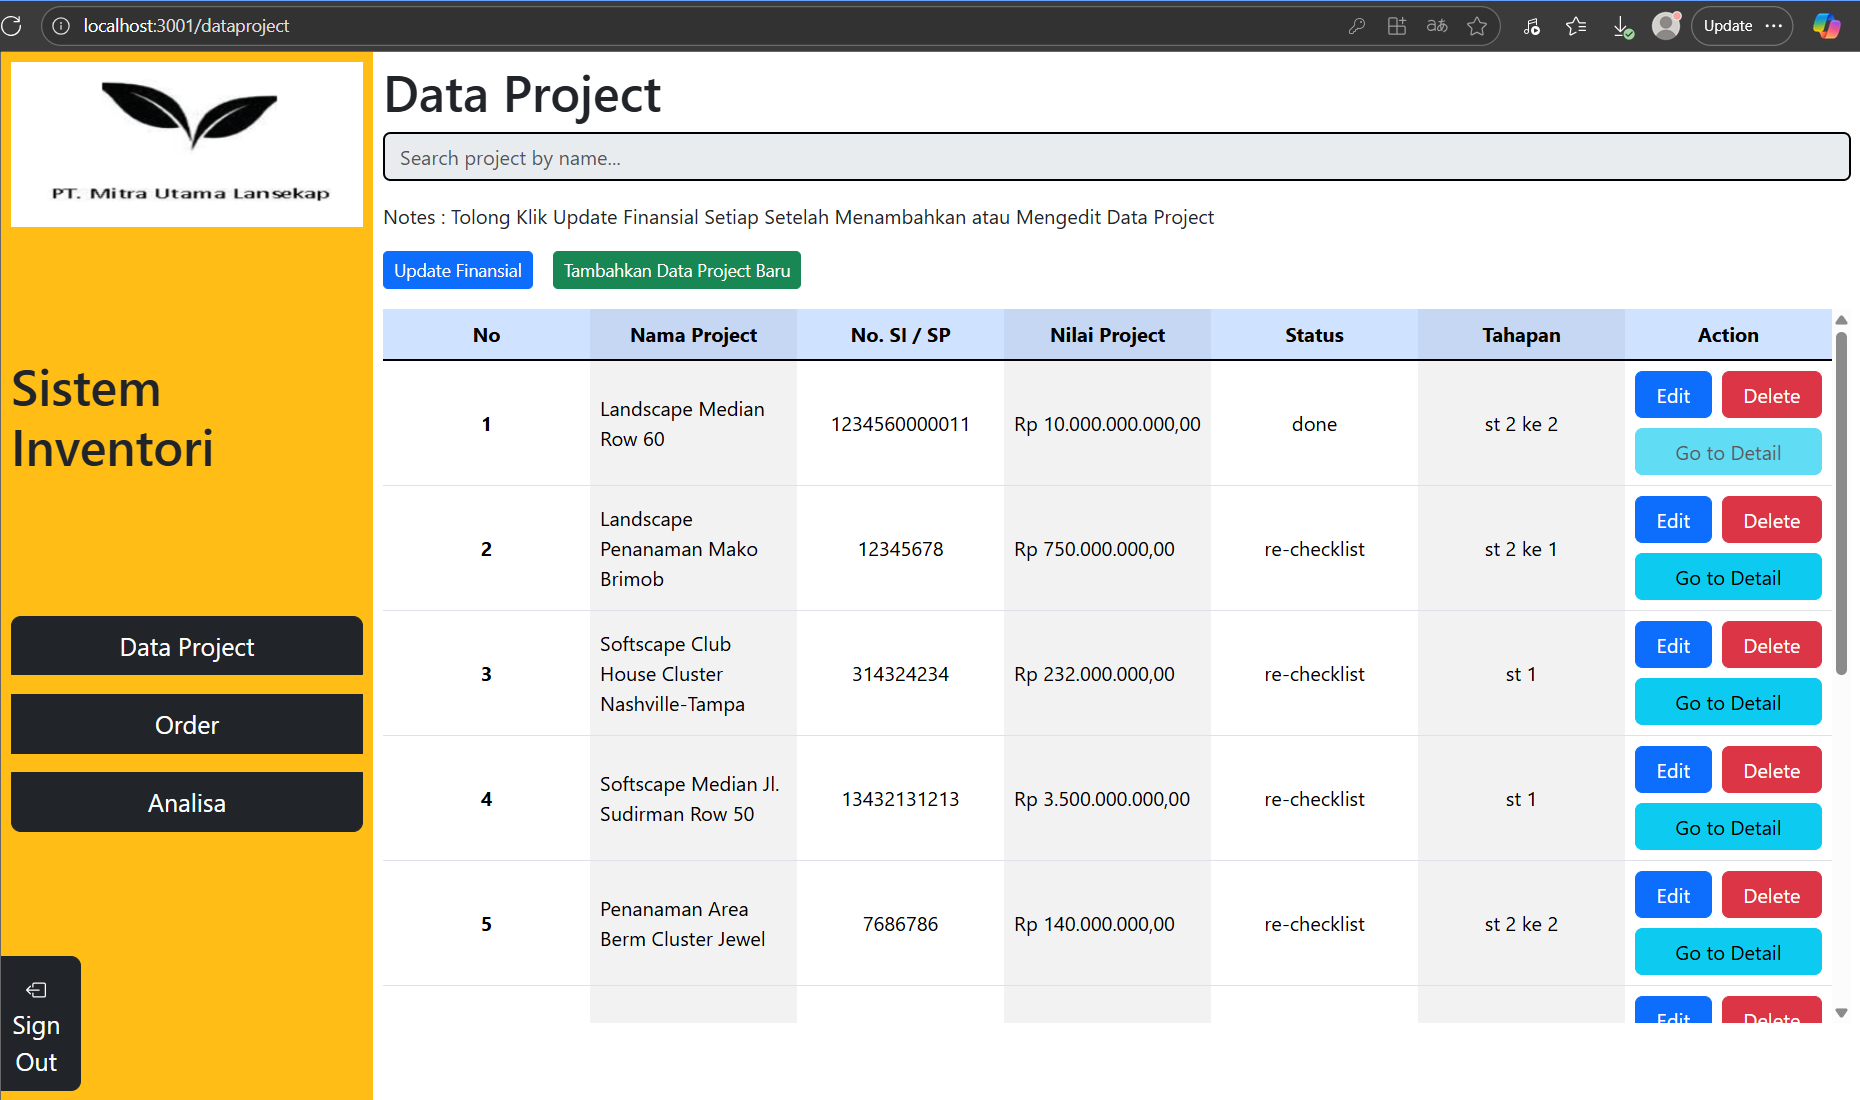 localhost:3001/dataproject
Update
PT. Mitra Utama Lansekap
Sistem
Inventori
Data Project
Order
Analisa
Sign
Out
Data Project
Search project by name...
Notes : Tolong Klik Update Finansial Setiap Setelah Menambahkan atau Mengedit Data Project
Update Finansial Tambahkan Data Project Baru
No Nama Project No. SI / SP Nilai Project Status Tahapan Action
1 Landscape Median 1234560000011 Rp 10.000.000.000,00 done st 2 ke 2 Edit Delete
Row 60 Go to Detail
Landscape Edit Delete
2 Penanaman Mako 12345678 Rp 750.000.000,00 re-checklist st 2 ke 1
Brimob Go to Detail
Softscape Club Edit Delete
3 House Cluster 314324234 Rp 232.000.000,00 re-checklist st 1
Nashville-Tampa Go to Detail
4 Softscape Median Jl. 13432131213 Rp 3.500.000.000,00 re-checklist st 1 Edit Delete
Sudirman Row 50 Go to Detail
5 Penanaman Area 7686786 Rp 140.000.000,00 re-checklist st 2 ke 2 Edit Delete
Berm Cluster Jewel Go to Detail
Edit Delete